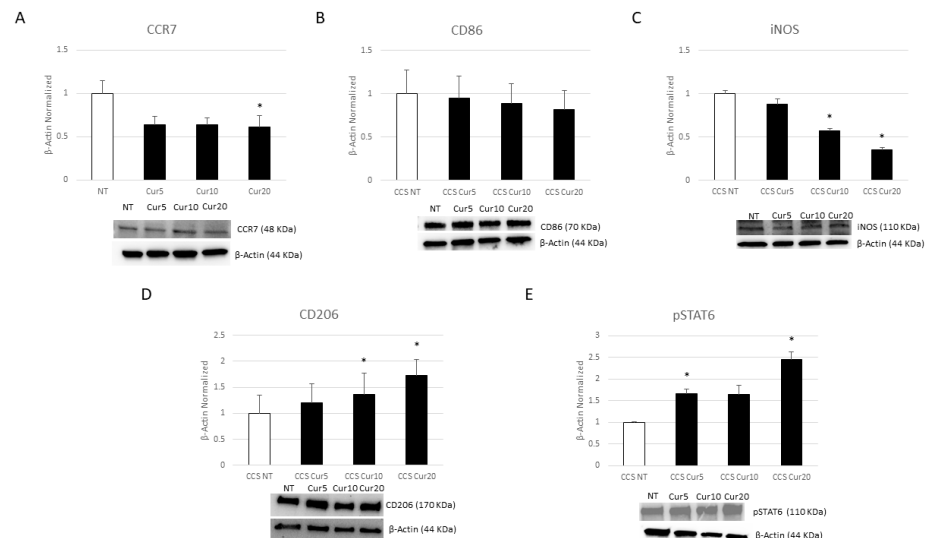 A
CCR7
β-Actin Normalized
1.5
1
0.5
0
NT Cur5 Cur10 Cur20
*
NT Cur5 Cur10 Cur20
CCR7 (48 KDa)
β-Actin (44 KDa)
B
CD86
β-Actin Normalized
1.5
1
0.5
0
CCS NT CCS Cur5 CCS Cur10 CCS Cur20
NT Cur5 Cur10 Cur20
CD86 (70 KDa)
β-Actin (44 KDa)
C
iNOS
β-Actin Normalized
1.5
1
0.5
0
* *
CCS NT CCS Cur5 CCS Cur10 CCS Cur20
NT Cur5 Cur10 Cur20
iNOS (110 KDa)
β-Actin (44 KDa)
D
CD206
β-Actin Normalized
2.5
2
1.5
1
0.5
0
* *
CCS NT CCS Cur5 CCS Cur10 CCS Cur20
NT Cur5 Cur10 Cur20
CD206 (170 KDa)
β-Actin (44 KDa)
E
pSTAT6
β-Actin Normalized
3
2.5
2
1.5
1
0.5
0
* *
CCS NT CCS Cur5 CCS Cur10 CCS Cur20
NT Cur5 Cur10 Cur20
pSTAT6 (110 KDa)
β-Actin (44 KDa)